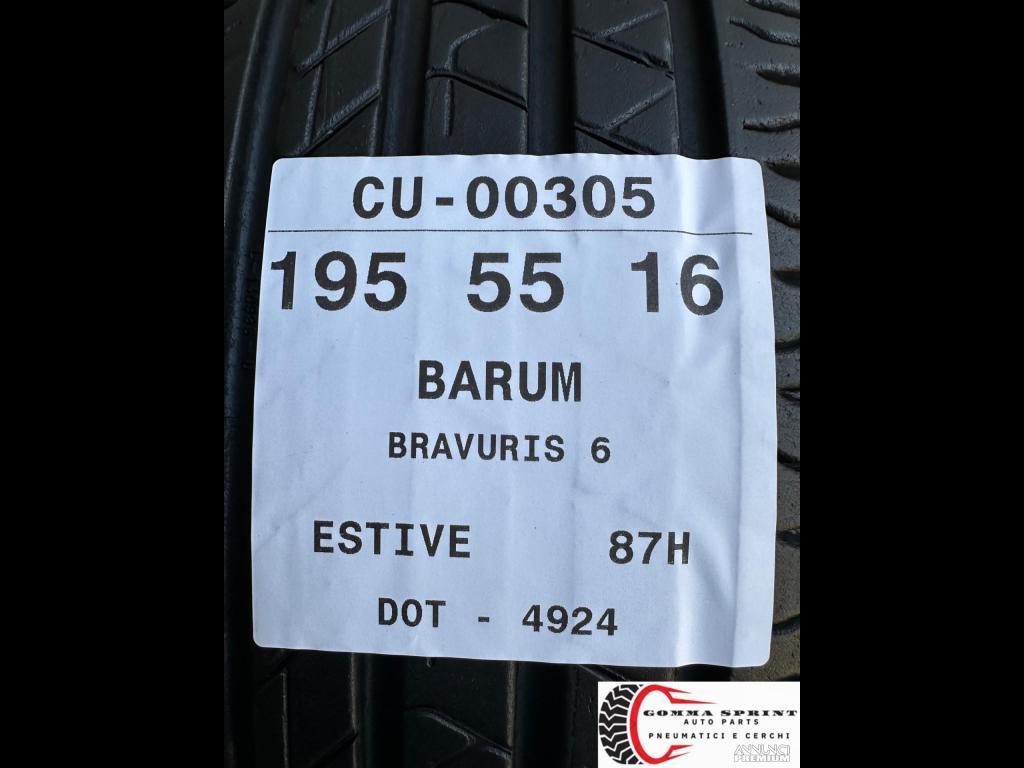 CU-00305
195 55 16
BARUM
BRAVURIS 6
ESTIVE 87H
DOT - 4924
GOMMA SPRINT
AUTO PARTS
PNEUMATICI E CERCHI
ANNUNCI
PREMIUM